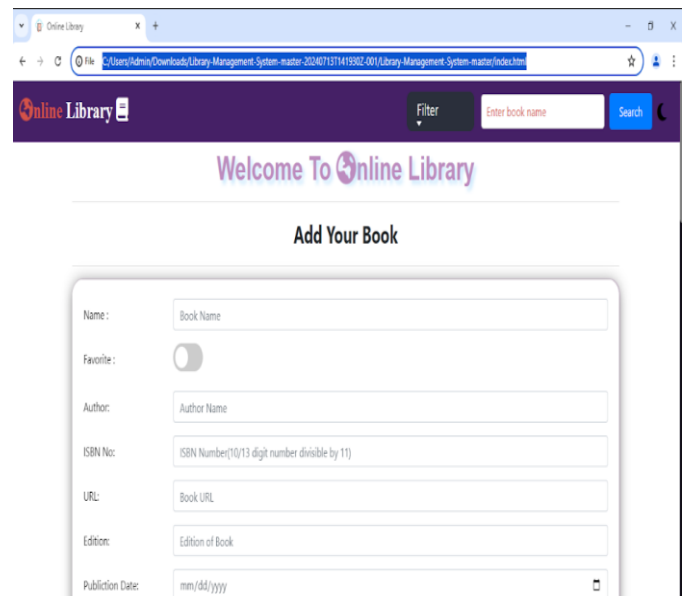 Online Library
File C:/Users/Admin/Downloads/Library-Management-System-master-20240713T141930Z-001/Library-Management-System-master/index.html
nline Library
Filter
Enter book name
Search
Welcome To nline Library
Add Your Book
Name :
Book Name
Favorite :
Author:
Author Name
ISBN No:
ISBN Number(10/13 digit number divisible by 11)
URL:
Book URL
Edition:
Edition of Book
Publiction Date:
mm/dd/yyyy